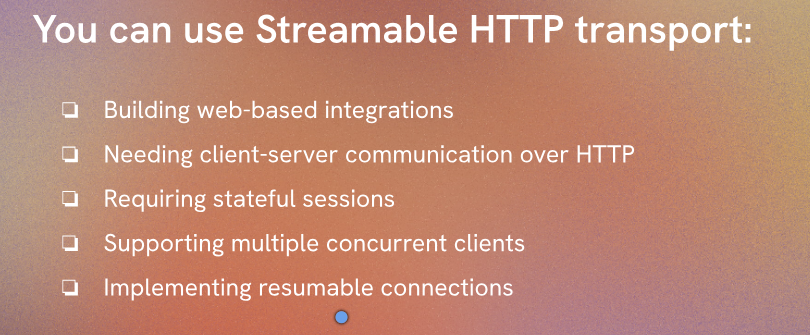 You can use Streamable HTTP transport:
❏ Building web-based integrations
❏ Needing client-server communication over HTTP
❏ Requiring stateful sessions
❏ Supporting multiple concurrent clients
❏ Implementing resumable connections